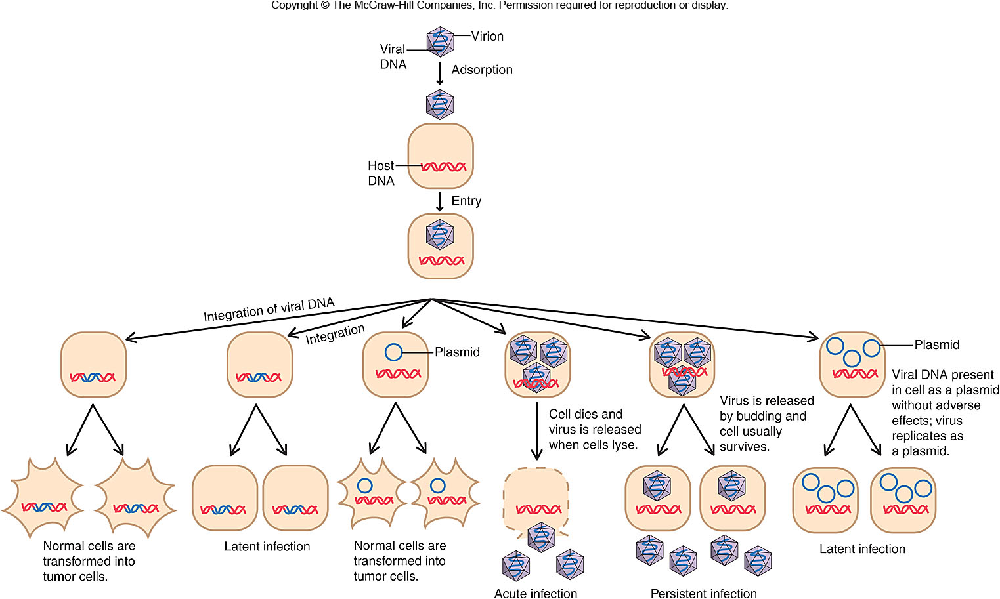 Copyright © The McGraw-Hill Companies, Inc. Permission required for reproduction or display.
Virion
Viral
DNA
Adsorption
Host
DNA
Entry
Integration of viral DNA
Integration
Plasmid
Plasmid
Viral DNA present
in cell as a plasmid
without adverse
effects; virus
replicates as
a plasmid.
Cell dies and
virus is released
when cells lyse.
Virus is released
by budding and
cell usually
survives.
Normal cells are
transformed into
tumor cells.
Latent infection
Normal cells are
transformed into
tumor cells.
Acute infection
Persistent infection
Latent infection